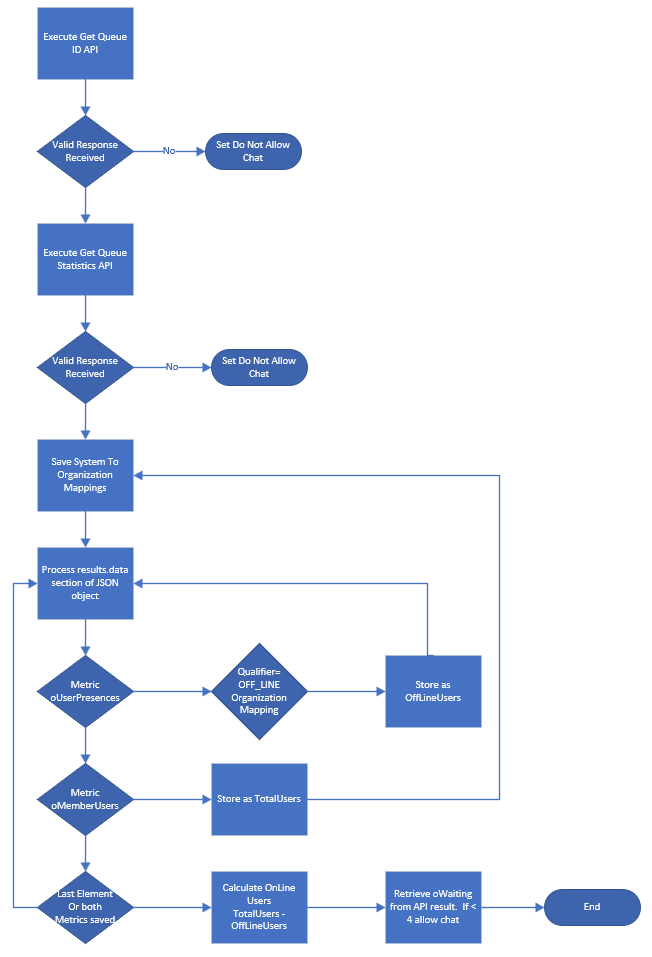 Execute Get Queue
ID API
Valid Response
Received
No
Set Do Not Allow
Chat
Execute Get Queue
Statistics API
Valid Response
Received
No
Set Do Not Allow
Chat
Save System To
Organization
Mappings
Process results.data
section of JSON
object
Metric
oUserPresences
Qualifier=
OFF_LINE
Organization
Mapping
Store as
OffLineUsers
Metric
oMemberUsers
Store as TotalUsers
Last Element
Or both
Metrics saved
Calculate OnLine
Users
TotalUsers -
OffLineUsers
Retrieve oWaiting
from API result. If <
4 allow chat
End